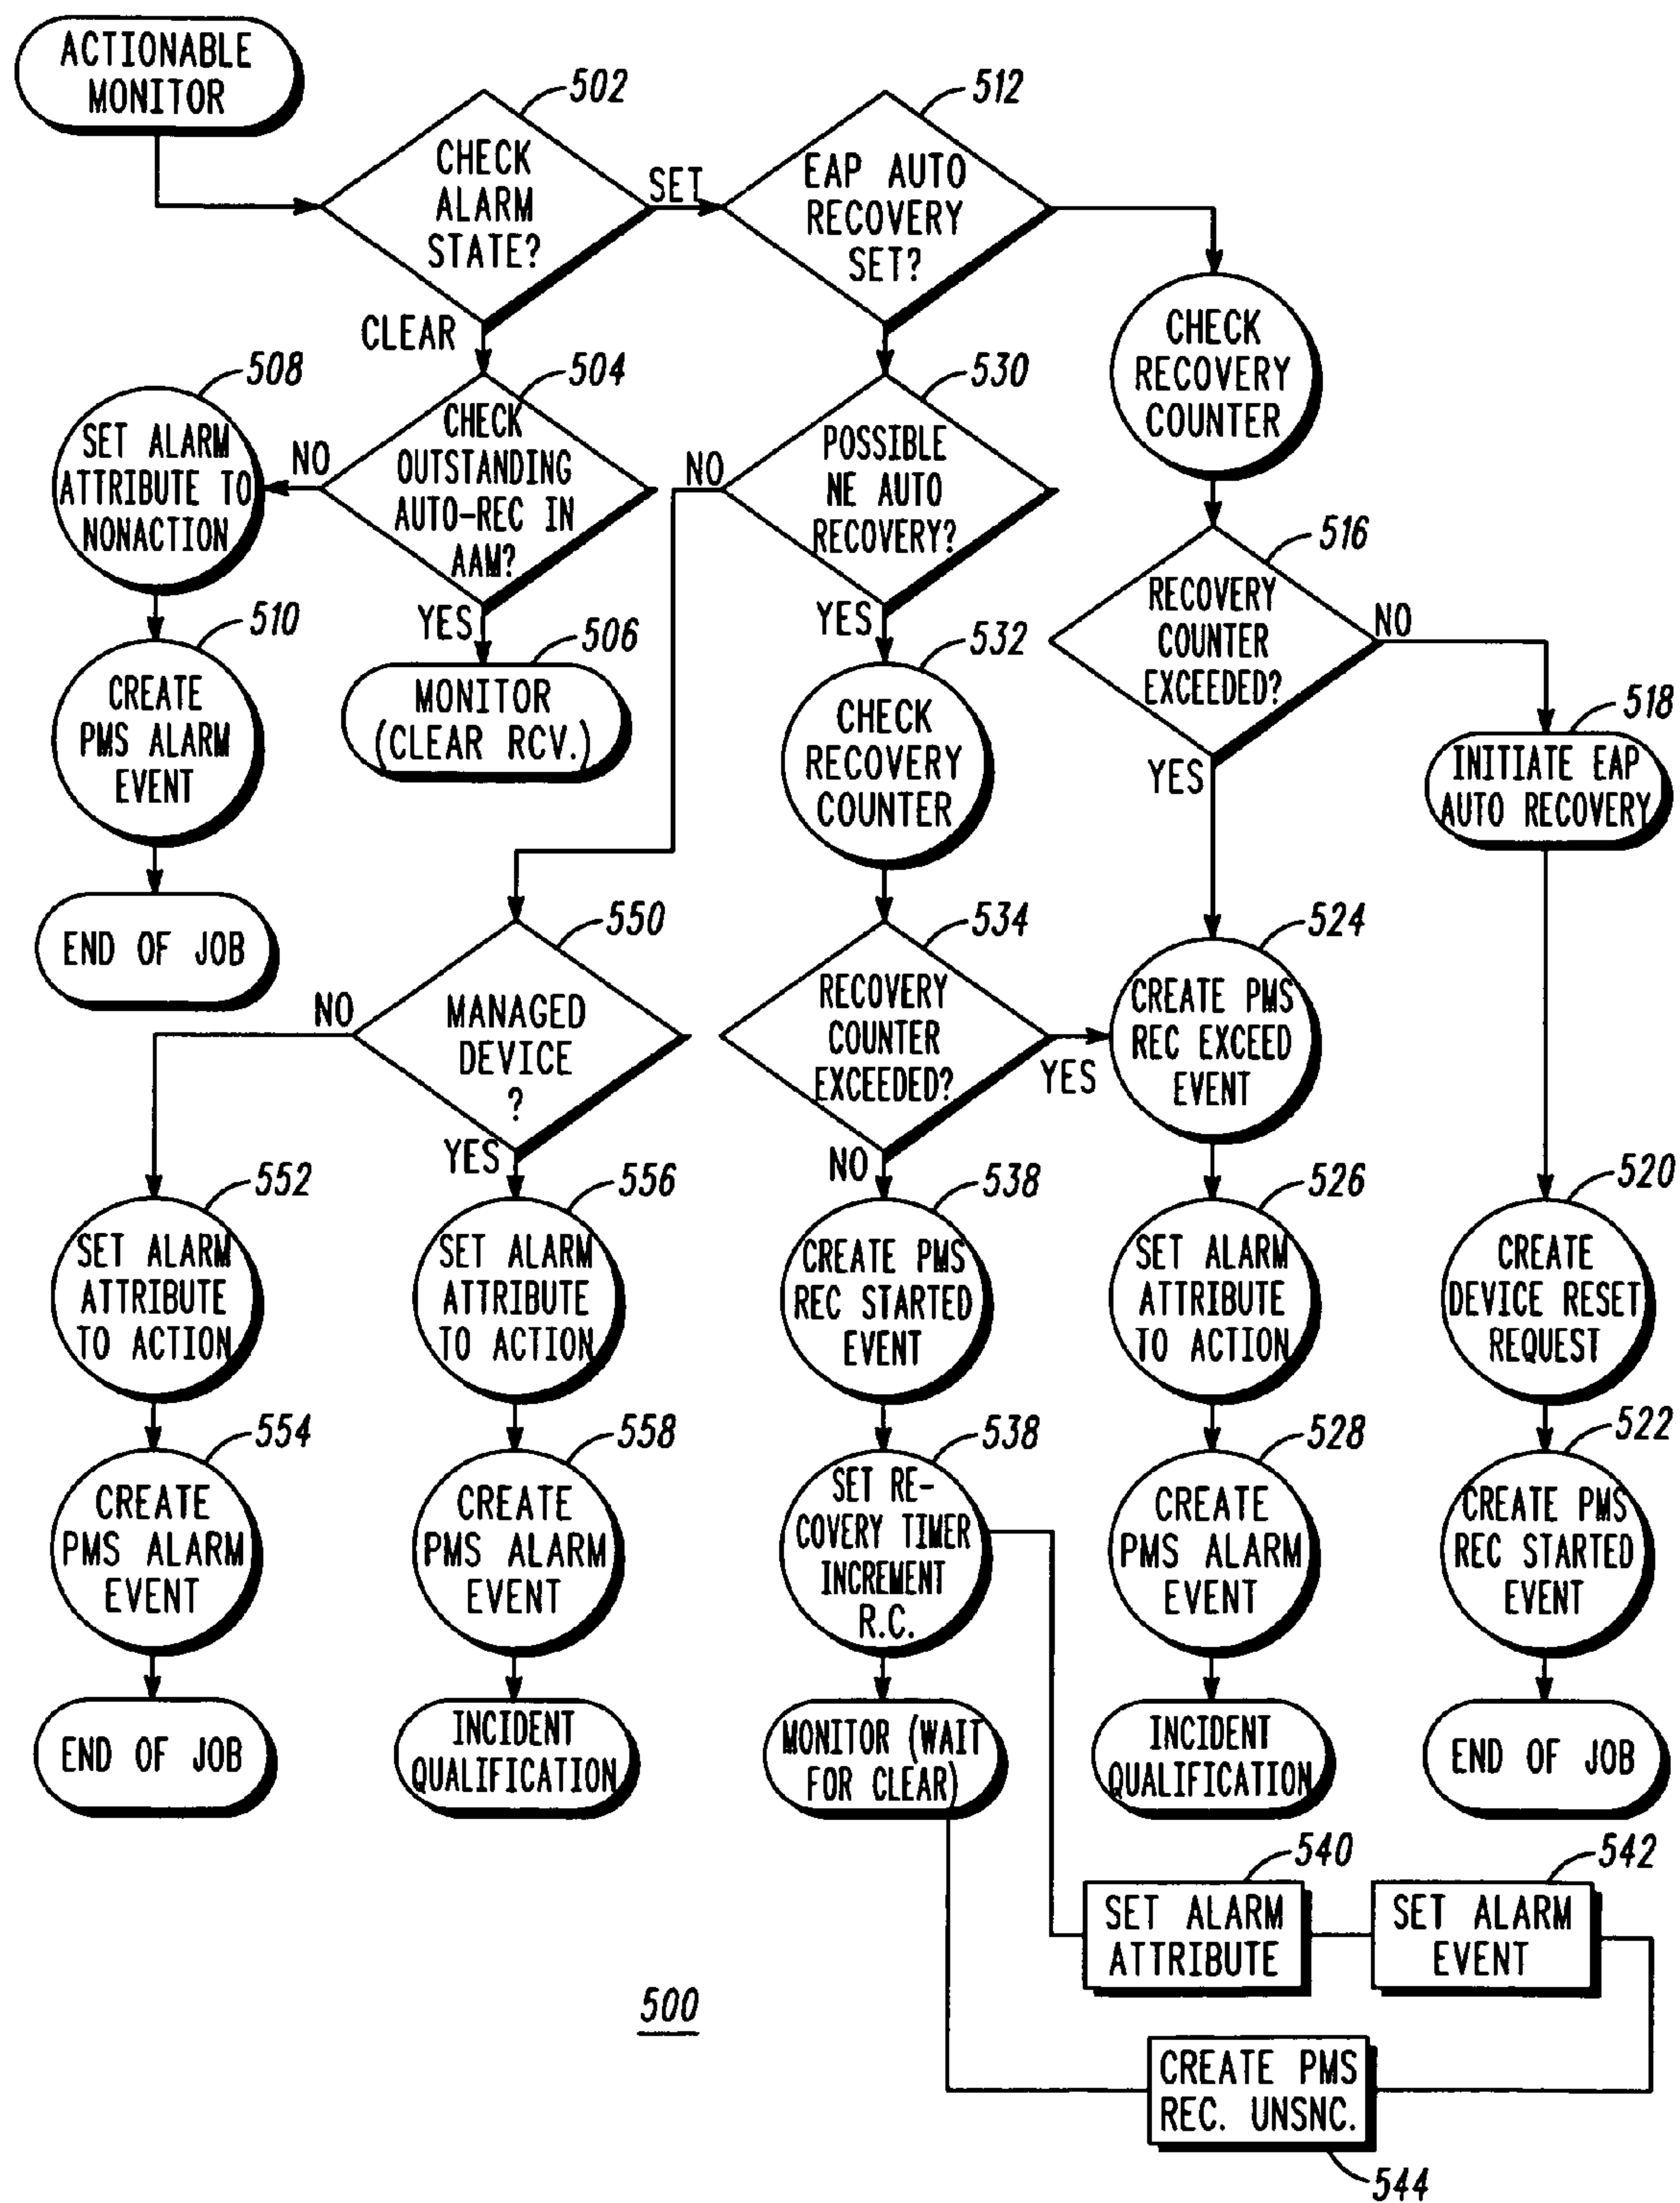 ACTIONABLE
MONITOR
502
CHECK
ALARM
STATE?
SET
CLEAR
512
EAP AUTO
RECOVERY
SET?
CHECK
RECOVERY
COUNTER
508
SET ALARM
ATTRIBUTE TO
NONACTION
NO
504
CHECK
OUTSTANDING
AUTO-REC IN
AAM?
YES
530
POSSIBLE
NE AUTO
RECOVERY?
NO
YES
516
RECOVERY
COUNTER
EXCEEDED?
NO
YES
510
CREATE
PMS ALARM
EVENT
506
MONITOR
(CLEAR RCV.)
532
CHECK
RECOVERY
COUNTER
518
INITIATE EAP
AUTO RECOVERY
END OF JOB
550
MANAGED
DEVICE
?
NO
YES
534
RECOVERY
COUNTER
EXCEEDED?
YES
NO
524
CREATE PMS
REC EXCEED
EVENT
552
SET ALARM
ATTRIBUTE
TO ACTION
556
SET ALARM
ATTRIBUTE
TO ACTION
538
CREATE PMS
REC STARTED
EVENT
526
SET ALARM
ATTRIBUTE
TO ACTION
520
CREATE
DEVICE RESET
REQUEST
554
CREATE
PMS ALARM
EVENT
558
CREATE
PMS ALARM
EVENT
538
SET RE-
COVERY TIMER
INCREMENT
R.C.
528
CREATE
PMS ALARM
EVENT
522
CREATE PMS
REC STARTED
EVENT
END OF JOB
INCIDENT
QUALIFICATION
MONITOR (WAIT
FOR CLEAR)
INCIDENT
QUALIFICATION
END OF JOB
540
SET ALARM
ATTRIBUTE
542
SET ALARM
EVENT
500
CREATE PMS
REC. UNSNC.
544